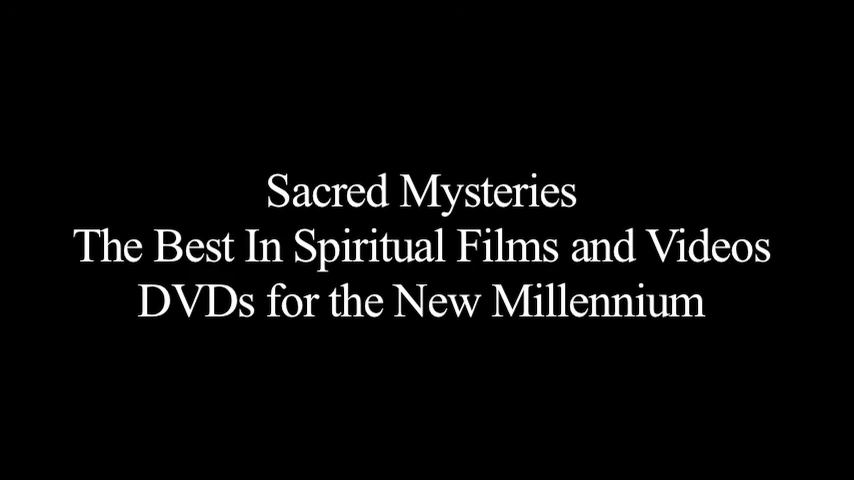 Sacred Mysteries
The Best In Spiritual Films and Videos
DVDs for the New Millennium